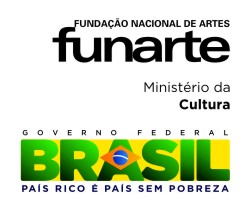 FUNDAÇÃO NACIONAL DE ARTES
funarte
Ministério da
Cultura
GOVERNO FEDERAL
BRASIL
PAÍS RICO É PAÍS SEM POBREZA